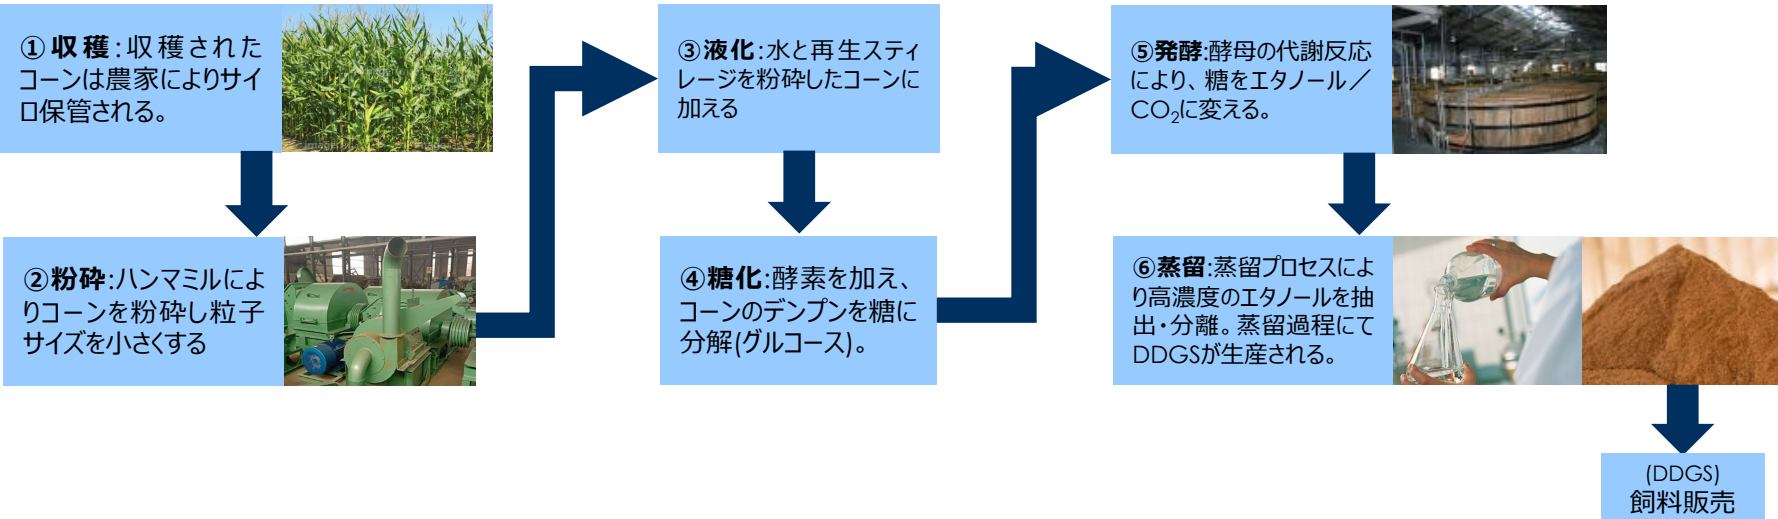 ①収穫:収穫された
コーンは農家によりサイ
ロ保管される。
②粉砕:ハンマミルによ
りコーンを粉砕し粒子
サイズを小さくする
③液化:水と再生スティ
レージを粉砕したコーンに
加える
④糖化:酵素を加え、
コーンのデンプンを糖に
分解(グルコース)。
⑤発酵:酵母の代謝反応
により、糖をエタノール／
CO₂に変える。
⑥蒸留:蒸留プロセスによ
り高濃度のエタノールを抽
出・分離。蒸留過程にて
DDGSが生産される。
(DDGS)
飼料販売